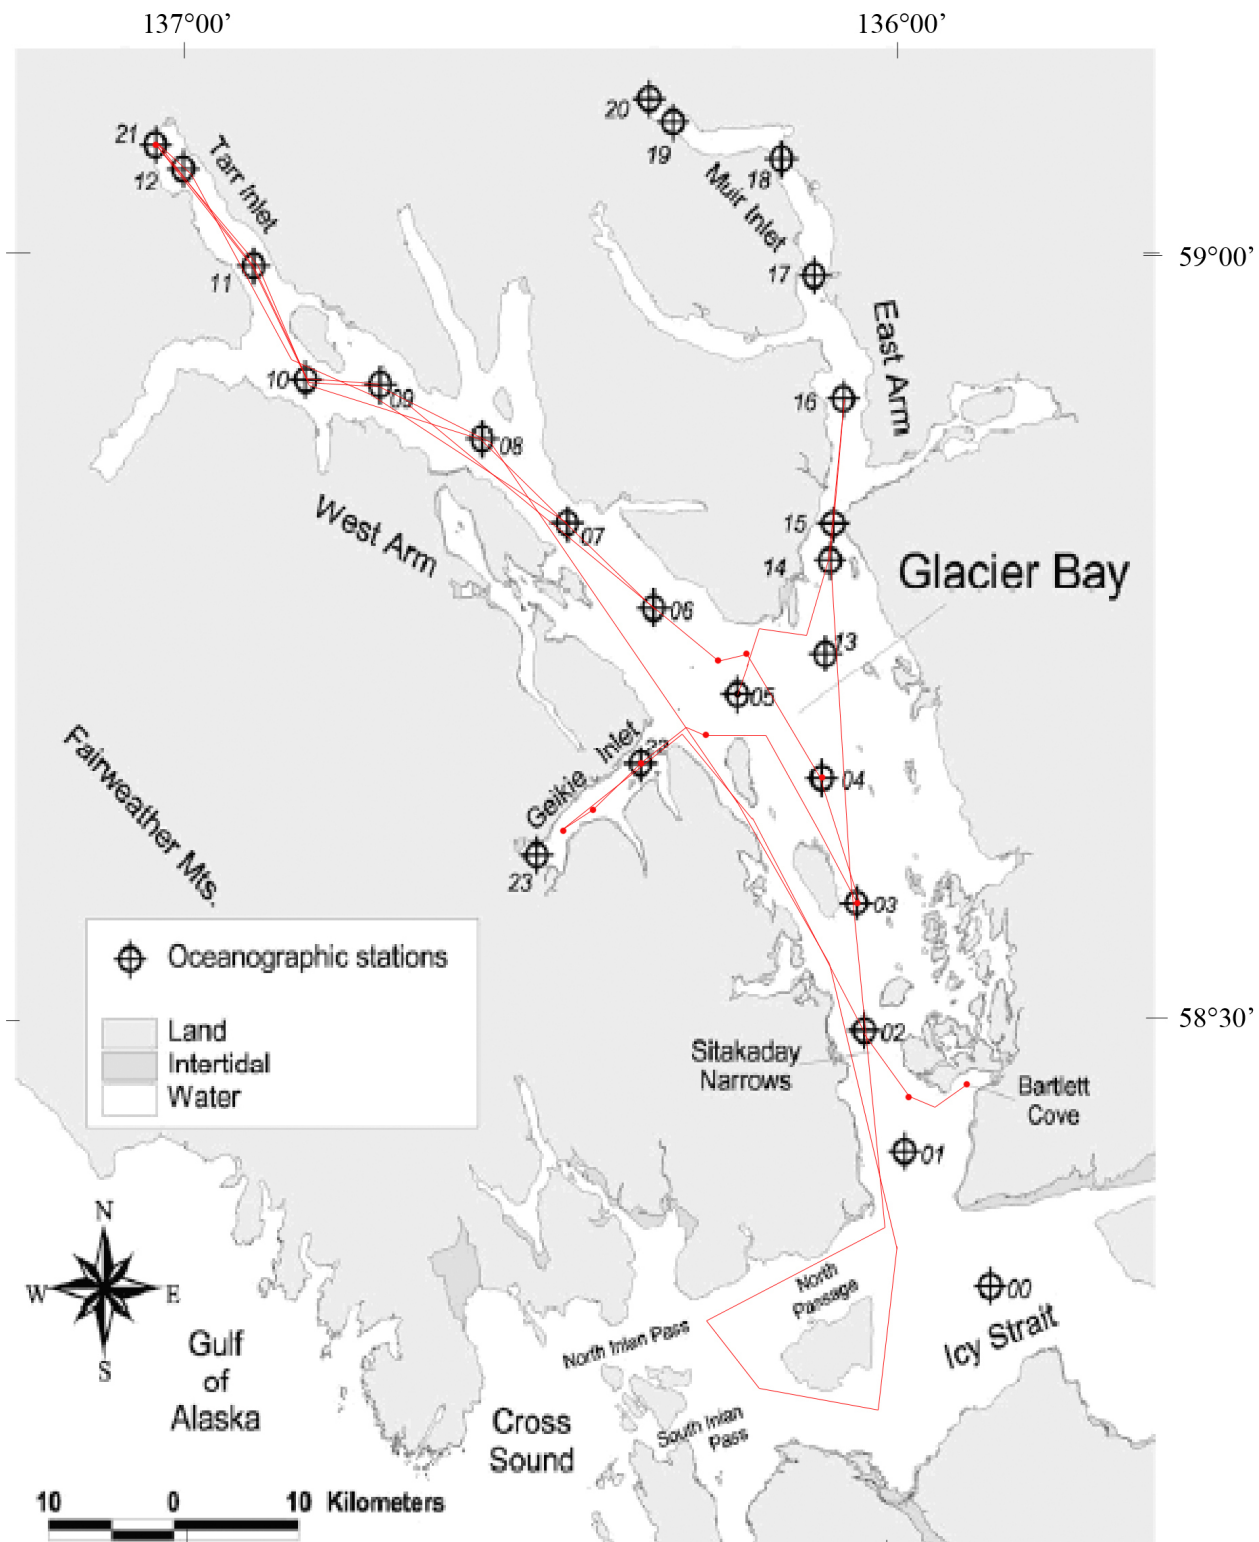 137°00'
136°00'
20
21
19
12
Tarr Inlet
18
Muir Inlet
11
17
59°00'
East Arm
10
09
16
08
West Arm
07
15
14
Glacier Bay
06
13
05
Geikie Inlet
22
04
Fairweather Mts.
23
03
Oceanographic stations
Land
Intertidal
Water
02
58°30'
Sitakaday
Narrows
Bartlett
Cove
01
N
W
E
S
North
Passage
00
Icy Strait
North Inian Pass
Gulf
of
Alaska
Cross
Sound
South Inian
Pass
10 0 10 Kilometers